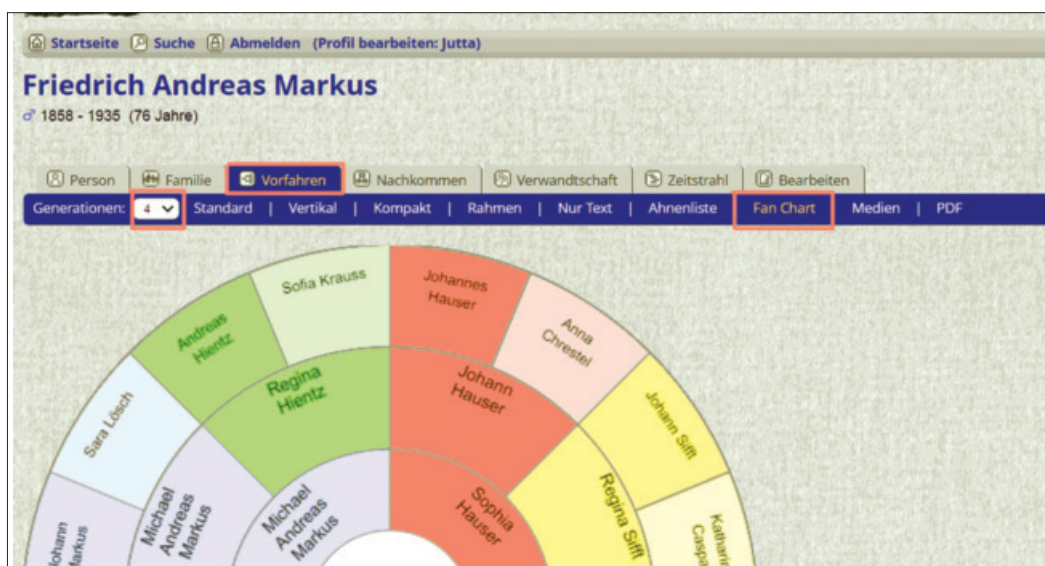 Startseite Suche Abmelden (Profil bearbeiten: Jutta)
Friedrich Andreas Markus
♂ 1858 - 1935 (76 Jahre)
Person Familie Vorfahren Nachkommen Verwandtschaft Zeitstrahl Bearbeiten
Generationen: 4 Standard | Vertikal | Kompakt | Rahmen | Nur Text | Ahnenliste Fan Chart Medien | PDF
Sara Lösch
Andreas
Hientz
Sofia Krauss
Johannes
Hauser
Anna
Chrestel
Johann Sifft
Michael
Andreas
Markus
Regina
Hientz
Johann
Hauser
Regina Sifft
Michael
Andreas
Markus
Sophia
Hauser